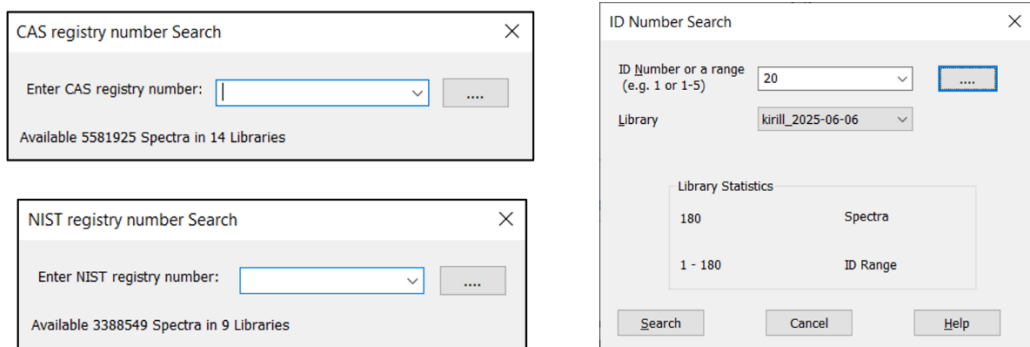 CAS registry number Search
Enter CAS registry number:
....
Available 5581925 Spectra in 14 Libraries
NIST registry number Search
Enter NIST registry number:
....
Available 3388549 Spectra in 9 Libraries
ID Number Search
ID Number or a range
(e.g. 1 or 1-5)
20
....
Library
kirill_2025-06-06
Library Statistics
180 Spectra
1 - 180 ID Range
Search Cancel Help